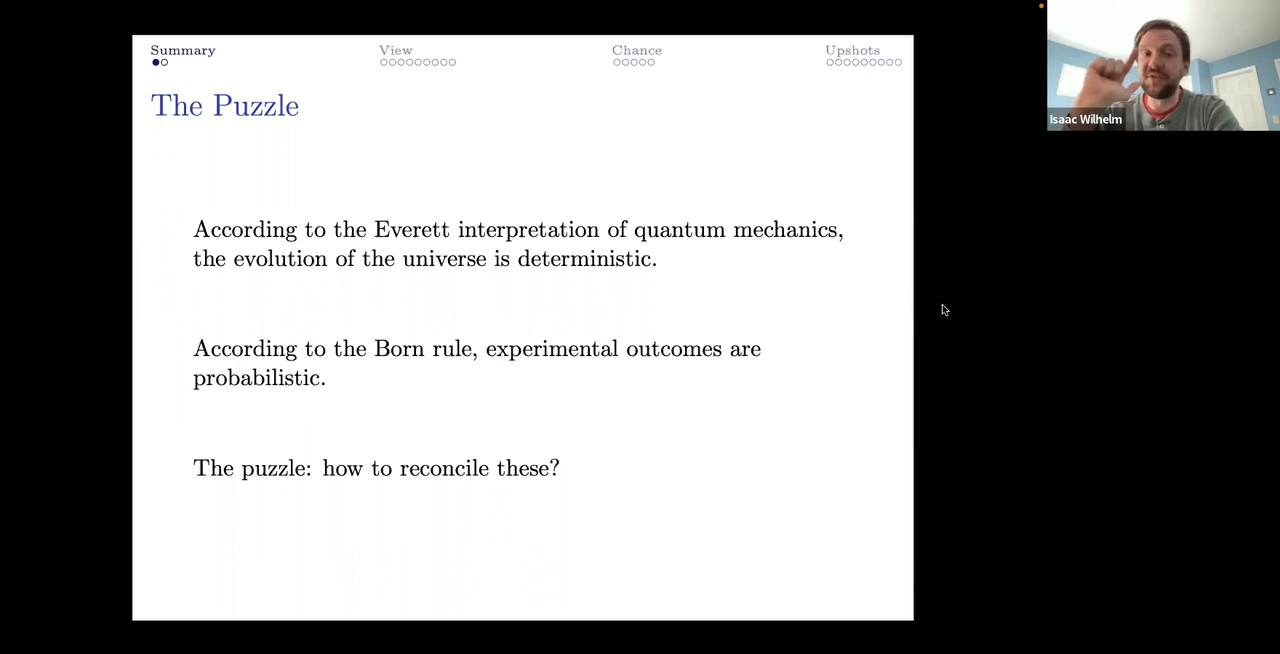 Summary View Chance Upshots
The Puzzle
According to the Everett interpretation of quantum mechanics,
the evolution of the universe is deterministic.
According to the Born rule, experimental outcomes are
probabilistic.
The puzzle: how to reconcile these?
Isaac Wilhelm